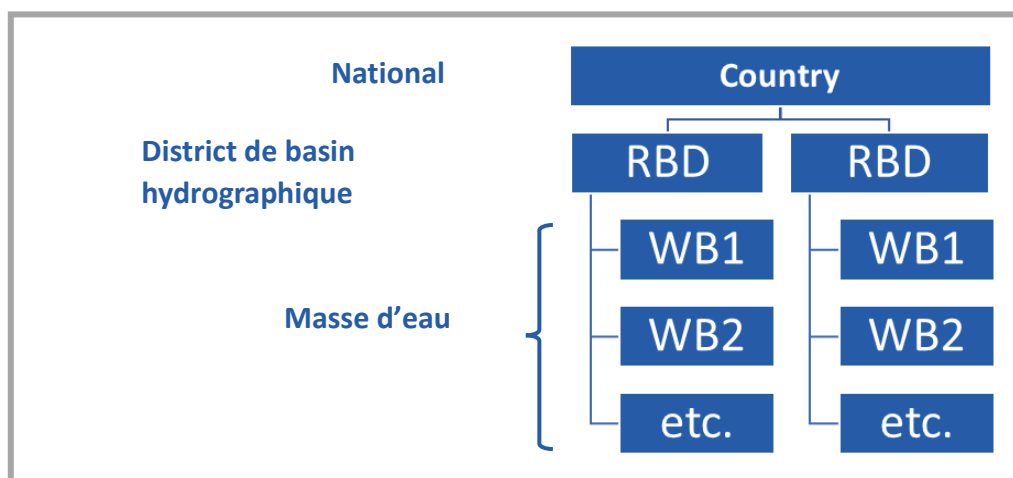 National
Country
District de basin
hydrographique
RBD
RBD
Masse d'eau
WB1
WB1
WB2
WB2
etc.
etc.